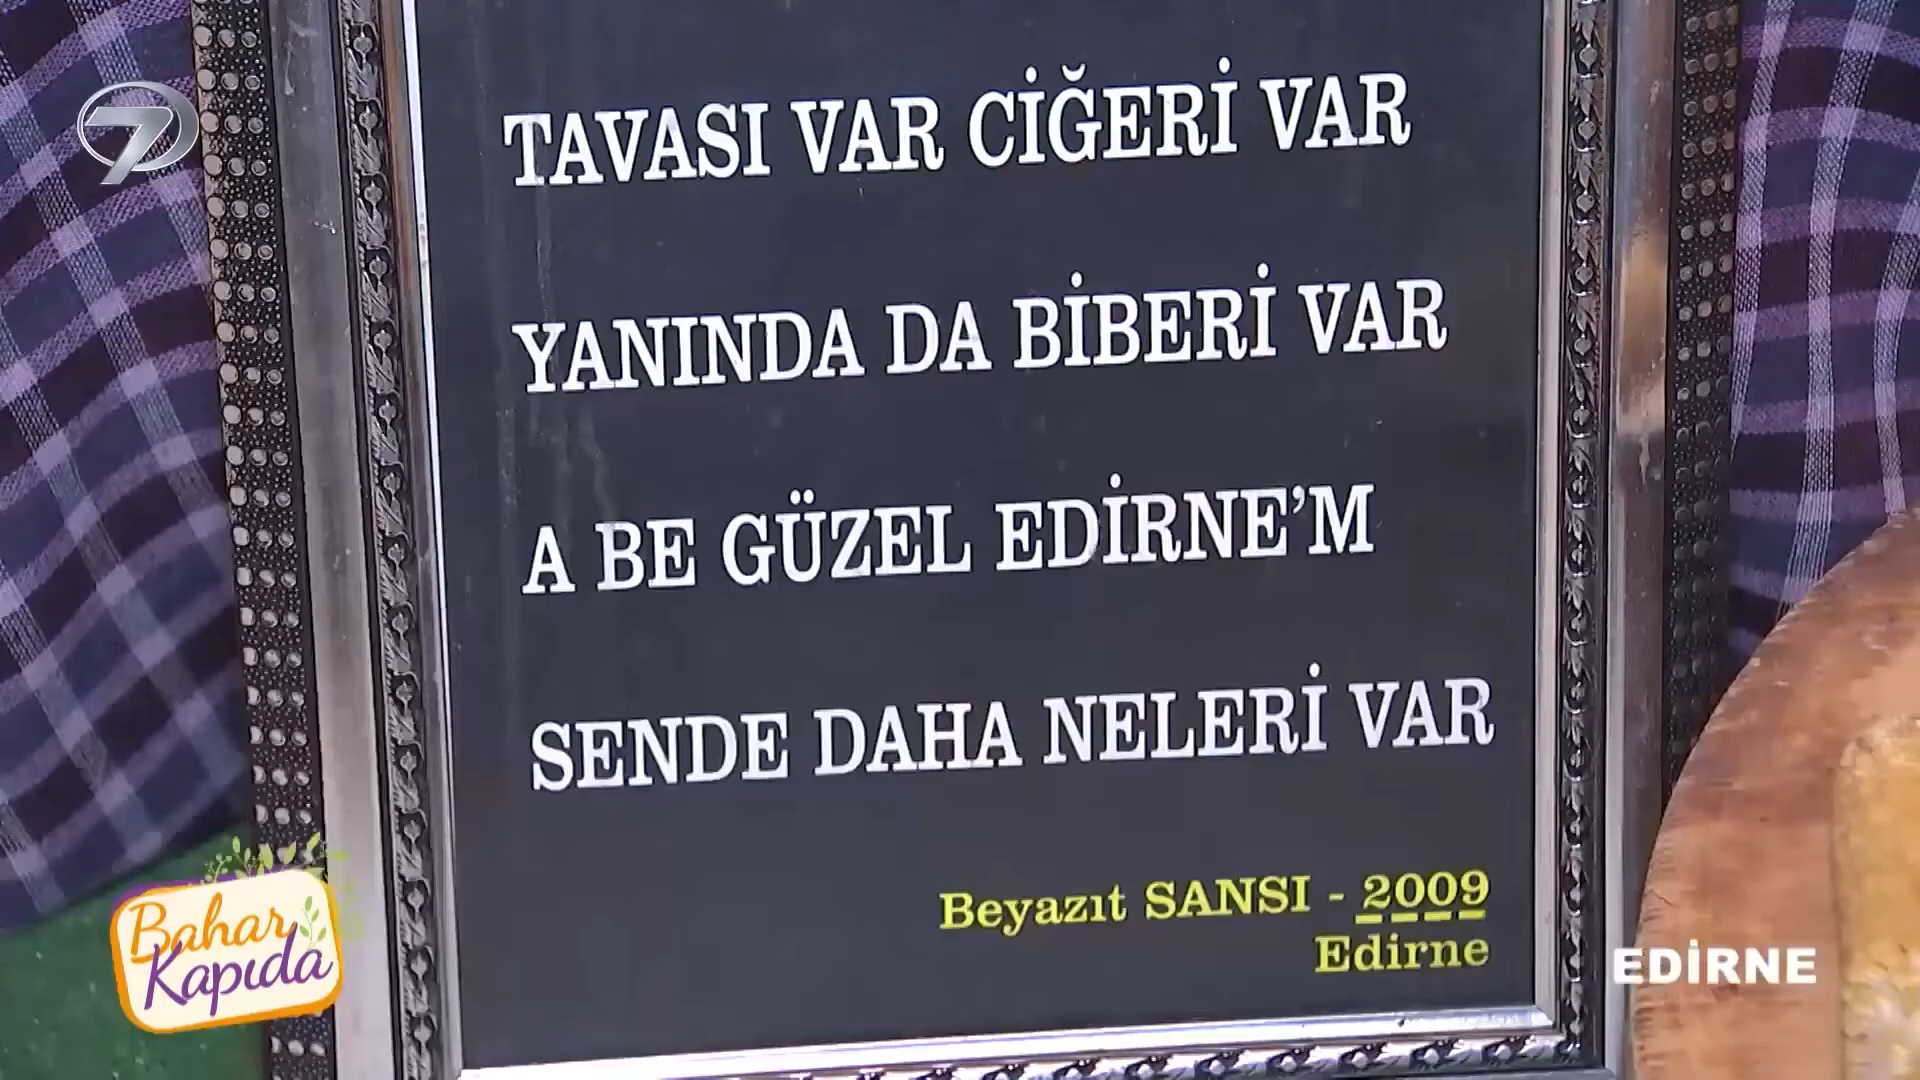 7
TAVASI VAR CİĞERİ VAR
YANINDA DA BİBERİ VAR
A BE GÜZEL EDİRNE’M
SENDE DAHA NELERİ VAR
Beyazıt SANSI - 2009
Edirne
Bahar
Kapıda
EDİRNE